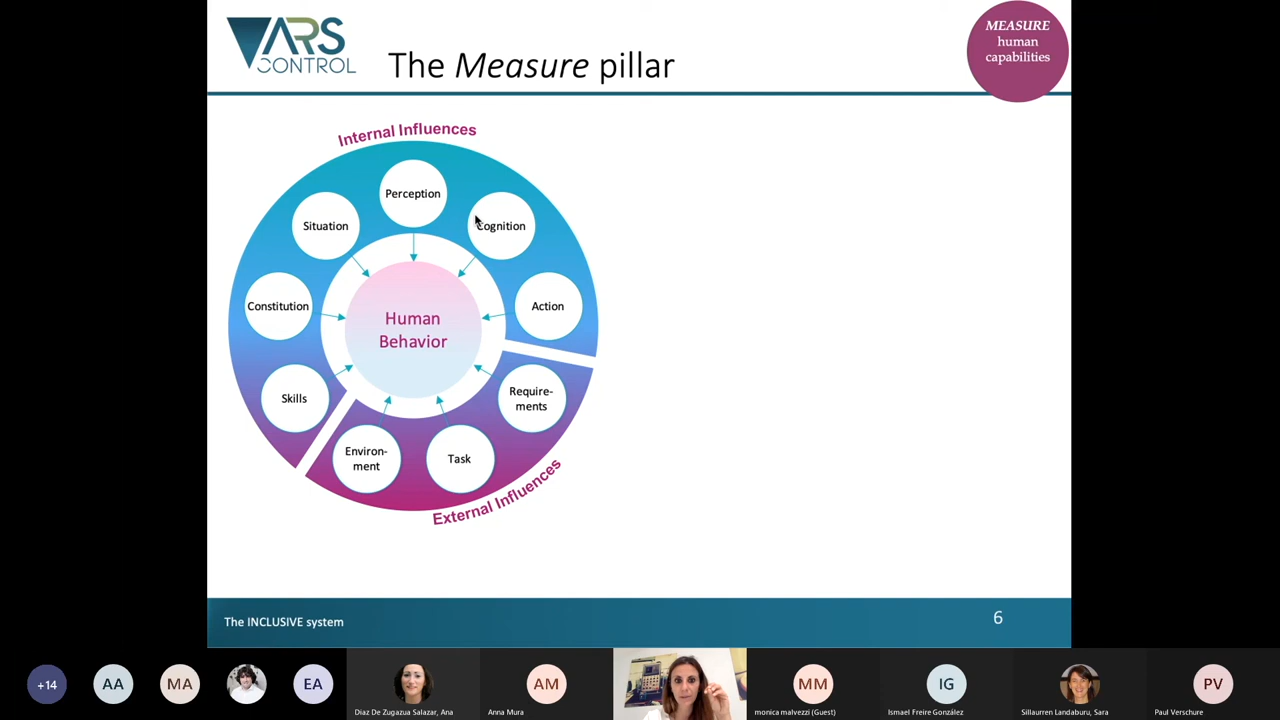 ARS
CONTROL
The Measure pillar
MEASURE
human
capabilities
Internal Influences
Perception
Situation
Cognition
Constitution
Action
Human
Behavior
Skills
Require-
ments
Environ-
ment
Task
External Influences
The INCLUSIVE system
6
+14
AA
MA
EA
Diaz De Zugazua Salazar, Ana
AM
Anna Mura
MM
monica malvezzi (Guest)
IG
Ismael Freire González
Sillaurren Landaburu, Sara
PV
Paul Verschure